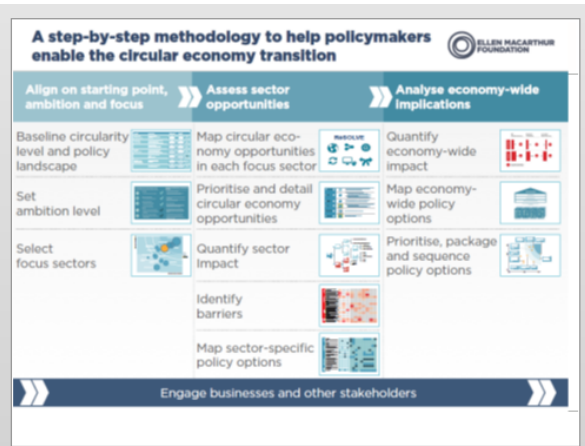 A step-by-step methodology to help policymakers
enable the circular economy transition
ELLEN MACARTHUR
FOUNDATION
Align on starting point,
ambition and focus
Assess sector
opportunities
Analyse economy-wide
implications
Baseline circularity
level and policy
landscape
Set
ambition level
Select
focus sectors
Map circular eco-
nomy opportunities
in each focus sector
ReSOLVE
Prioritise and detail
circular economy
opportunities
Quantify sector
Impact
Identify
barriers
Map sector-specific
policy options
Quantify
economy-wide
impact
Map economy-
wide policy
options
Prioritise, package
and sequence
policy options
Engage businesses and other stakeholders